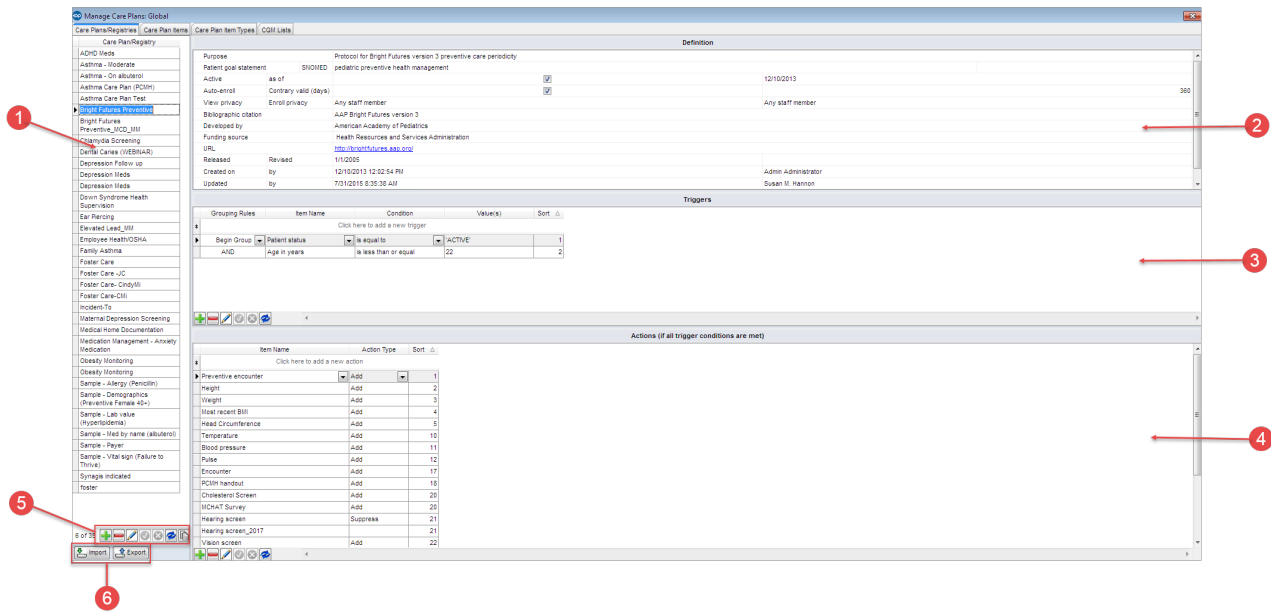 Manage Care Plans: Global
Care Plans/Registries Care Plan Items Care Plan Item Types CQM Lists
Care Plan/Registry
ADHD Meds
Asthma - Moderate
Asthma - On albuterol
Asthma Care Plan (PCMH)
Asthma Care Plan Test
Bright Futures Preventive
Bright Futures
Preventive_MCD_MM
Chlamydia Screening
Dental Caries (WEBINAR)
Depression Follow up
Depression Meds
Depression Meds
Down Syndrome Health
Supervision
Ear Piercing
Elevated Lead_MM
Employee Health/OSHA
Family Asthma
Foster Care
Foster Care -JC
Foster Care- CindyMi
Foster Care-CMi
Incident-To
Maternal Depression Screening
Medical Home Documentation
Medication Management - Anxiety
Medication
Obesity Monitoring
Obesity Monitoring
Sample - Allergy (Penicillin)
Sample - Demographics
(Preventive Female 40+)
Sample - Lab value
(Hyperlipidemia)
Sample - Med by name (albuterol)
Sample - Payer
Sample - Vital sign (Failure to
Thrive)
Synagis indicated
foster
6 of 35
Import Export
Definition
Purpose Protocol for Bright Futures version 3 preventive care periodicity
Patient goal statement SNOMED pediatric preventive health management
Active as of 12/10/2013
Auto-enroll Contrary valid (days) 360
View privacy Enroll privacy Any staff member Any staff member
Bibliographic citation AAP Bright Futures version 3
Developed by American Academy of Pediatrics
Funding source Health Resources and Services Administration
URL http://brightfutures.aap.org/
Released Revised 1/1/2005
Created on by 12/10/2013 12:02:54 PM Admin Administrator
Updated by 7/31/2015 8:35:38 AM Susan M. Hannon
Triggers
Grouping Rules Item Name Condition Value(s) Sort
Click here to add a new trigger
Begin Group Patient status is equal to 'ACTIVE' 1
AND Age in years is less than or equal 22 2
Actions (if all trigger conditions are met)
Item Name Action Type Sort
Click here to add a new action
Preventive encounter Add 1
Height Add 2
Weight Add 3
Most recent BMI Add 4
Head Circumference Add 5
Temperature Add 10
Blood pressure Add 11
Pulse Add 12
Encounter Add 17
PCMH handout Add 18
Cholesterol Screen Add 20
MCHAT Survey Add 20
Hearing screen Suppress 21
Hearing screen_2017 21
Vision screen Add 22
1
2
3
4
5
6